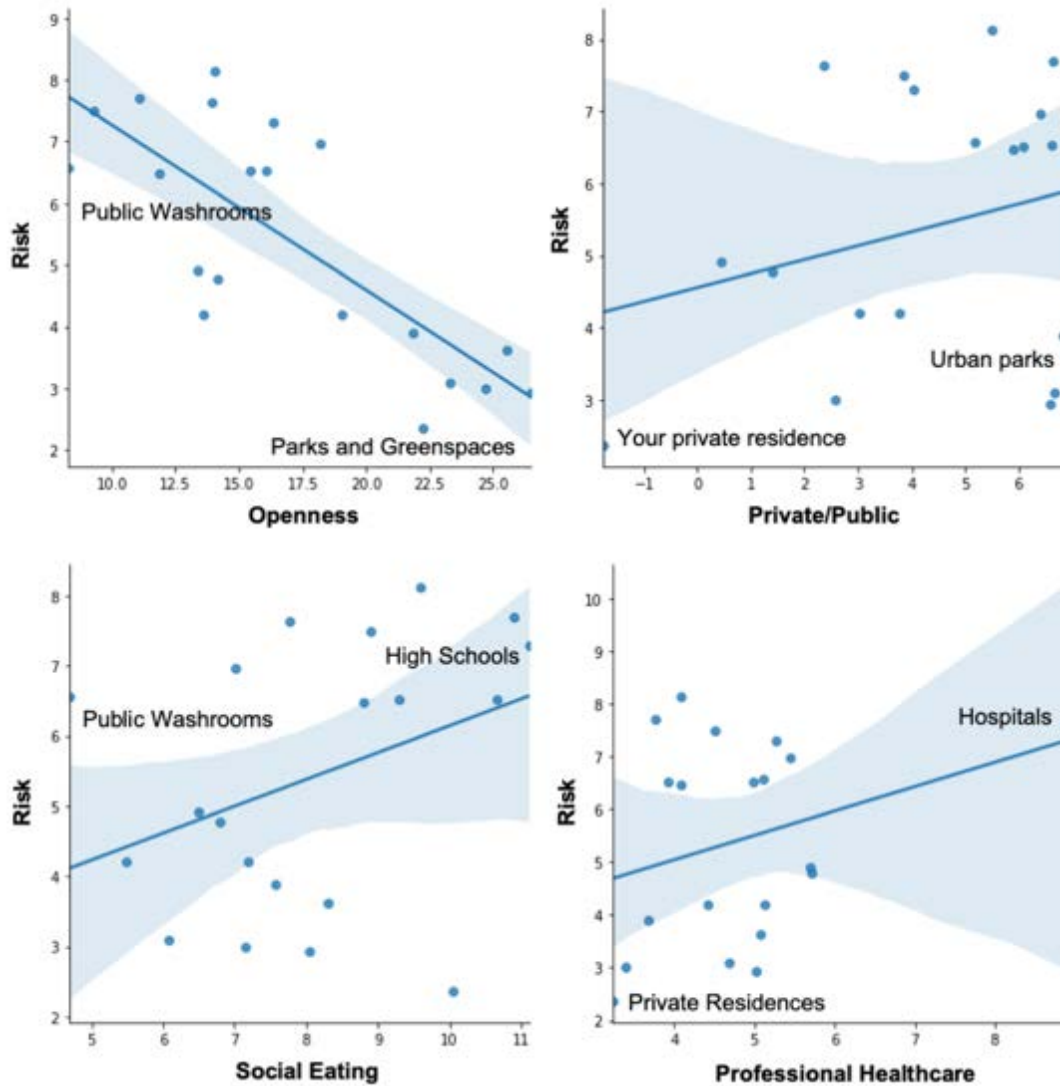 9
8
7
6
5
4
3
2
Risk
Public Washrooms
Parks and Greenspaces
10.0 12.5 15.0 17.5 20.0 22.5 25.0
Openness
8
7
6
5
4
3
Risk
Urban parks
Your private residence
−1 0 1 2 3 4 5 6
Private/Public
8
7
6
5
4
3
2
Risk
High Schools
Public Washrooms
5 6 7 8 9 10 11
Social Eating
10
9
8
7
6
5
4
3
2
Risk
Hospitals
Private Residences
4 5 6 7 8
Professional Healthcare